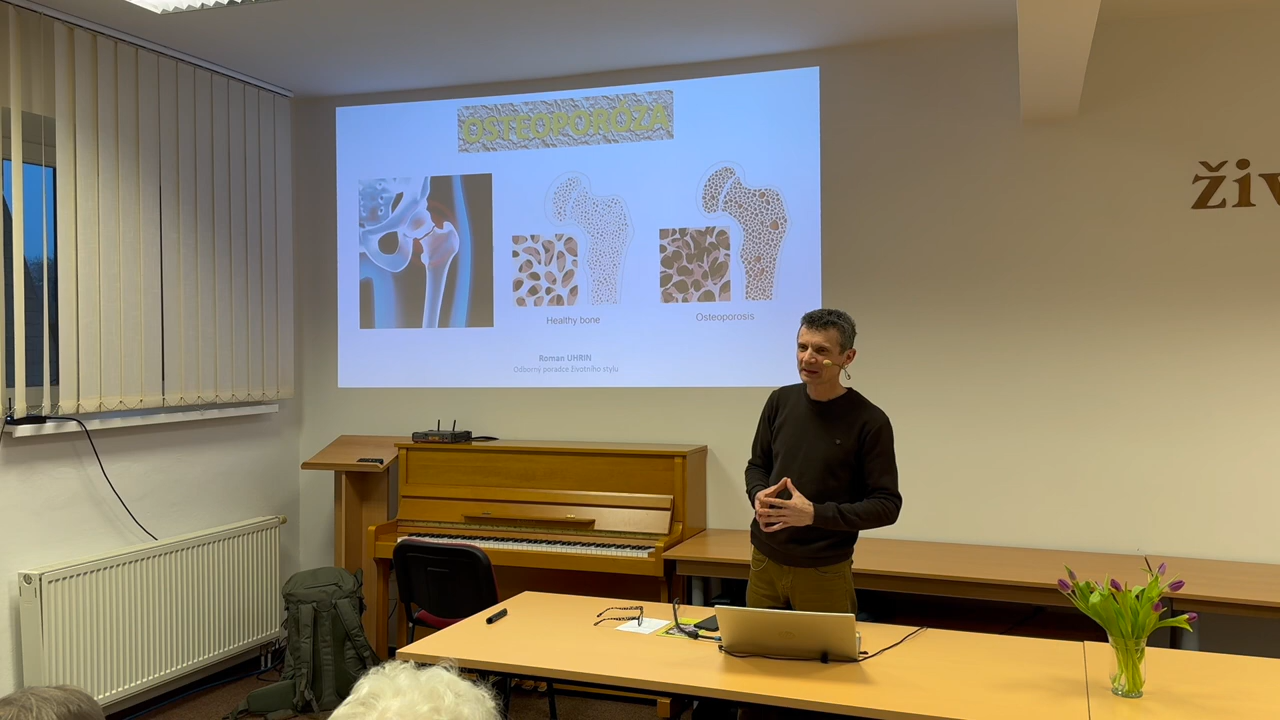 OSTEOPORÓZA
Healthy bone
Osteoporosis
Roman UHRIN
Odborný poradce životního stylu
živ